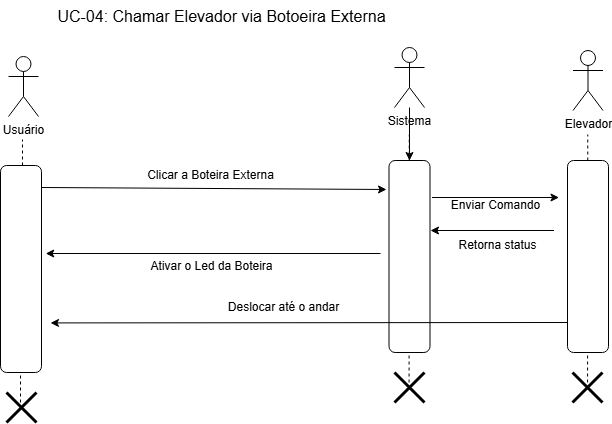 UC-04: Chamar Elevador via Botoeira Externa
Usuário
Sistema
Elevador
Clicar a Boteira Externa
Enviar Comando
Retorna status
Ativar o Led da Boteira
Deslocar até o andar